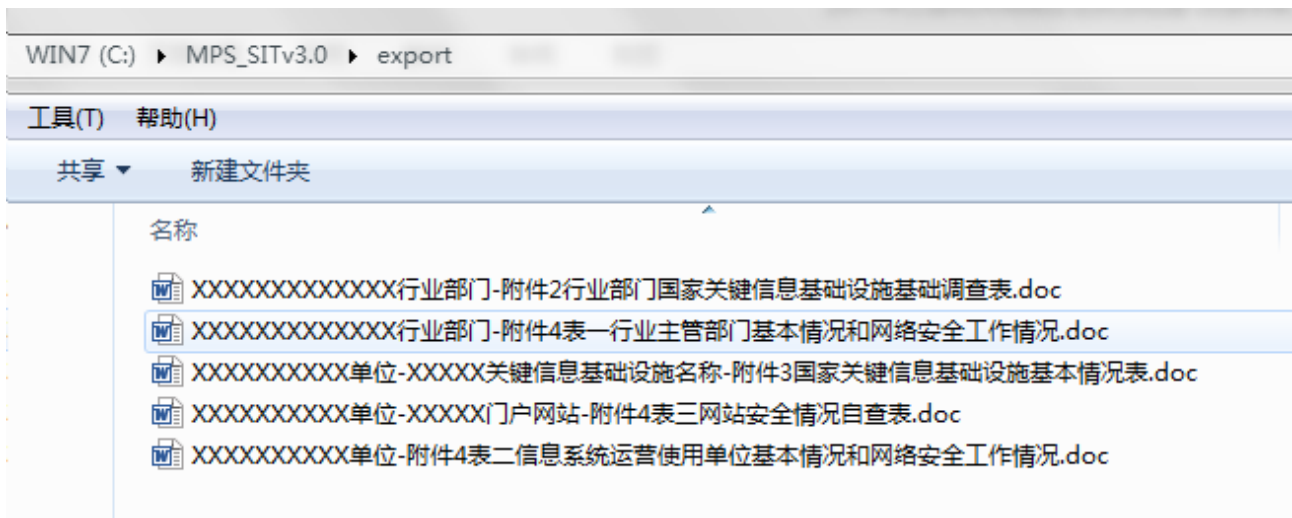 WIN7 (C:) ▸ MPS_SITv3.0 ▸ export
工具(T) 帮助(H)
共享 新建文件夹
名称
XXXXXXXXXXXXX行业部门-附件2行业部门国家关键信息基础设施基础调查表.doc
XXXXXXXXXXXXX行业部门-附件4表一行业主管部门基本情况和网络安全工作情况.doc
XXXXXXXXXX单位-XXXXX关键信息基础设施名称-附件3国家关键信息基础设施基本情况表.doc
XXXXXXXXXX单位-XXXXX门户网站-附件4表三网站安全情况自查表.doc
XXXXXXXXXX单位-附件4表二信息系统运营使用单位基本情况和网络安全工作情况.doc